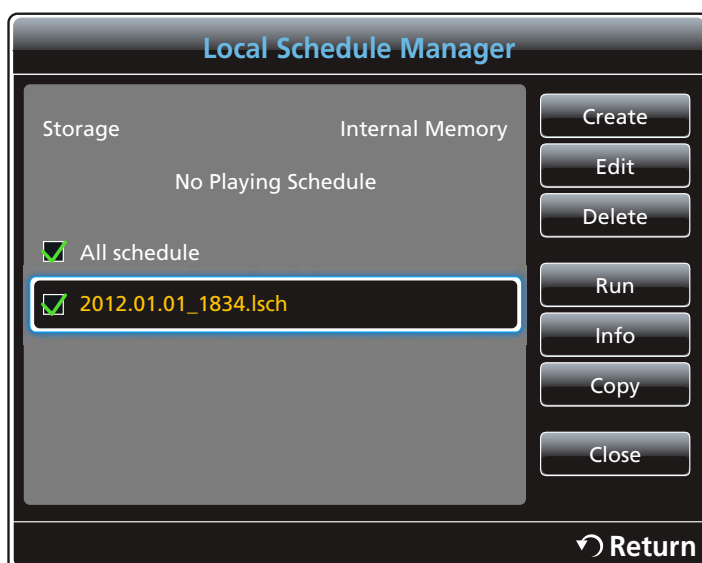 Local Schedule Manager
Storage Internal Memory
No Playing Schedule
All schedule
2012.01.01_1834.lsch
Create
Edit
Delete
Run
Info
Copy
Close
Return